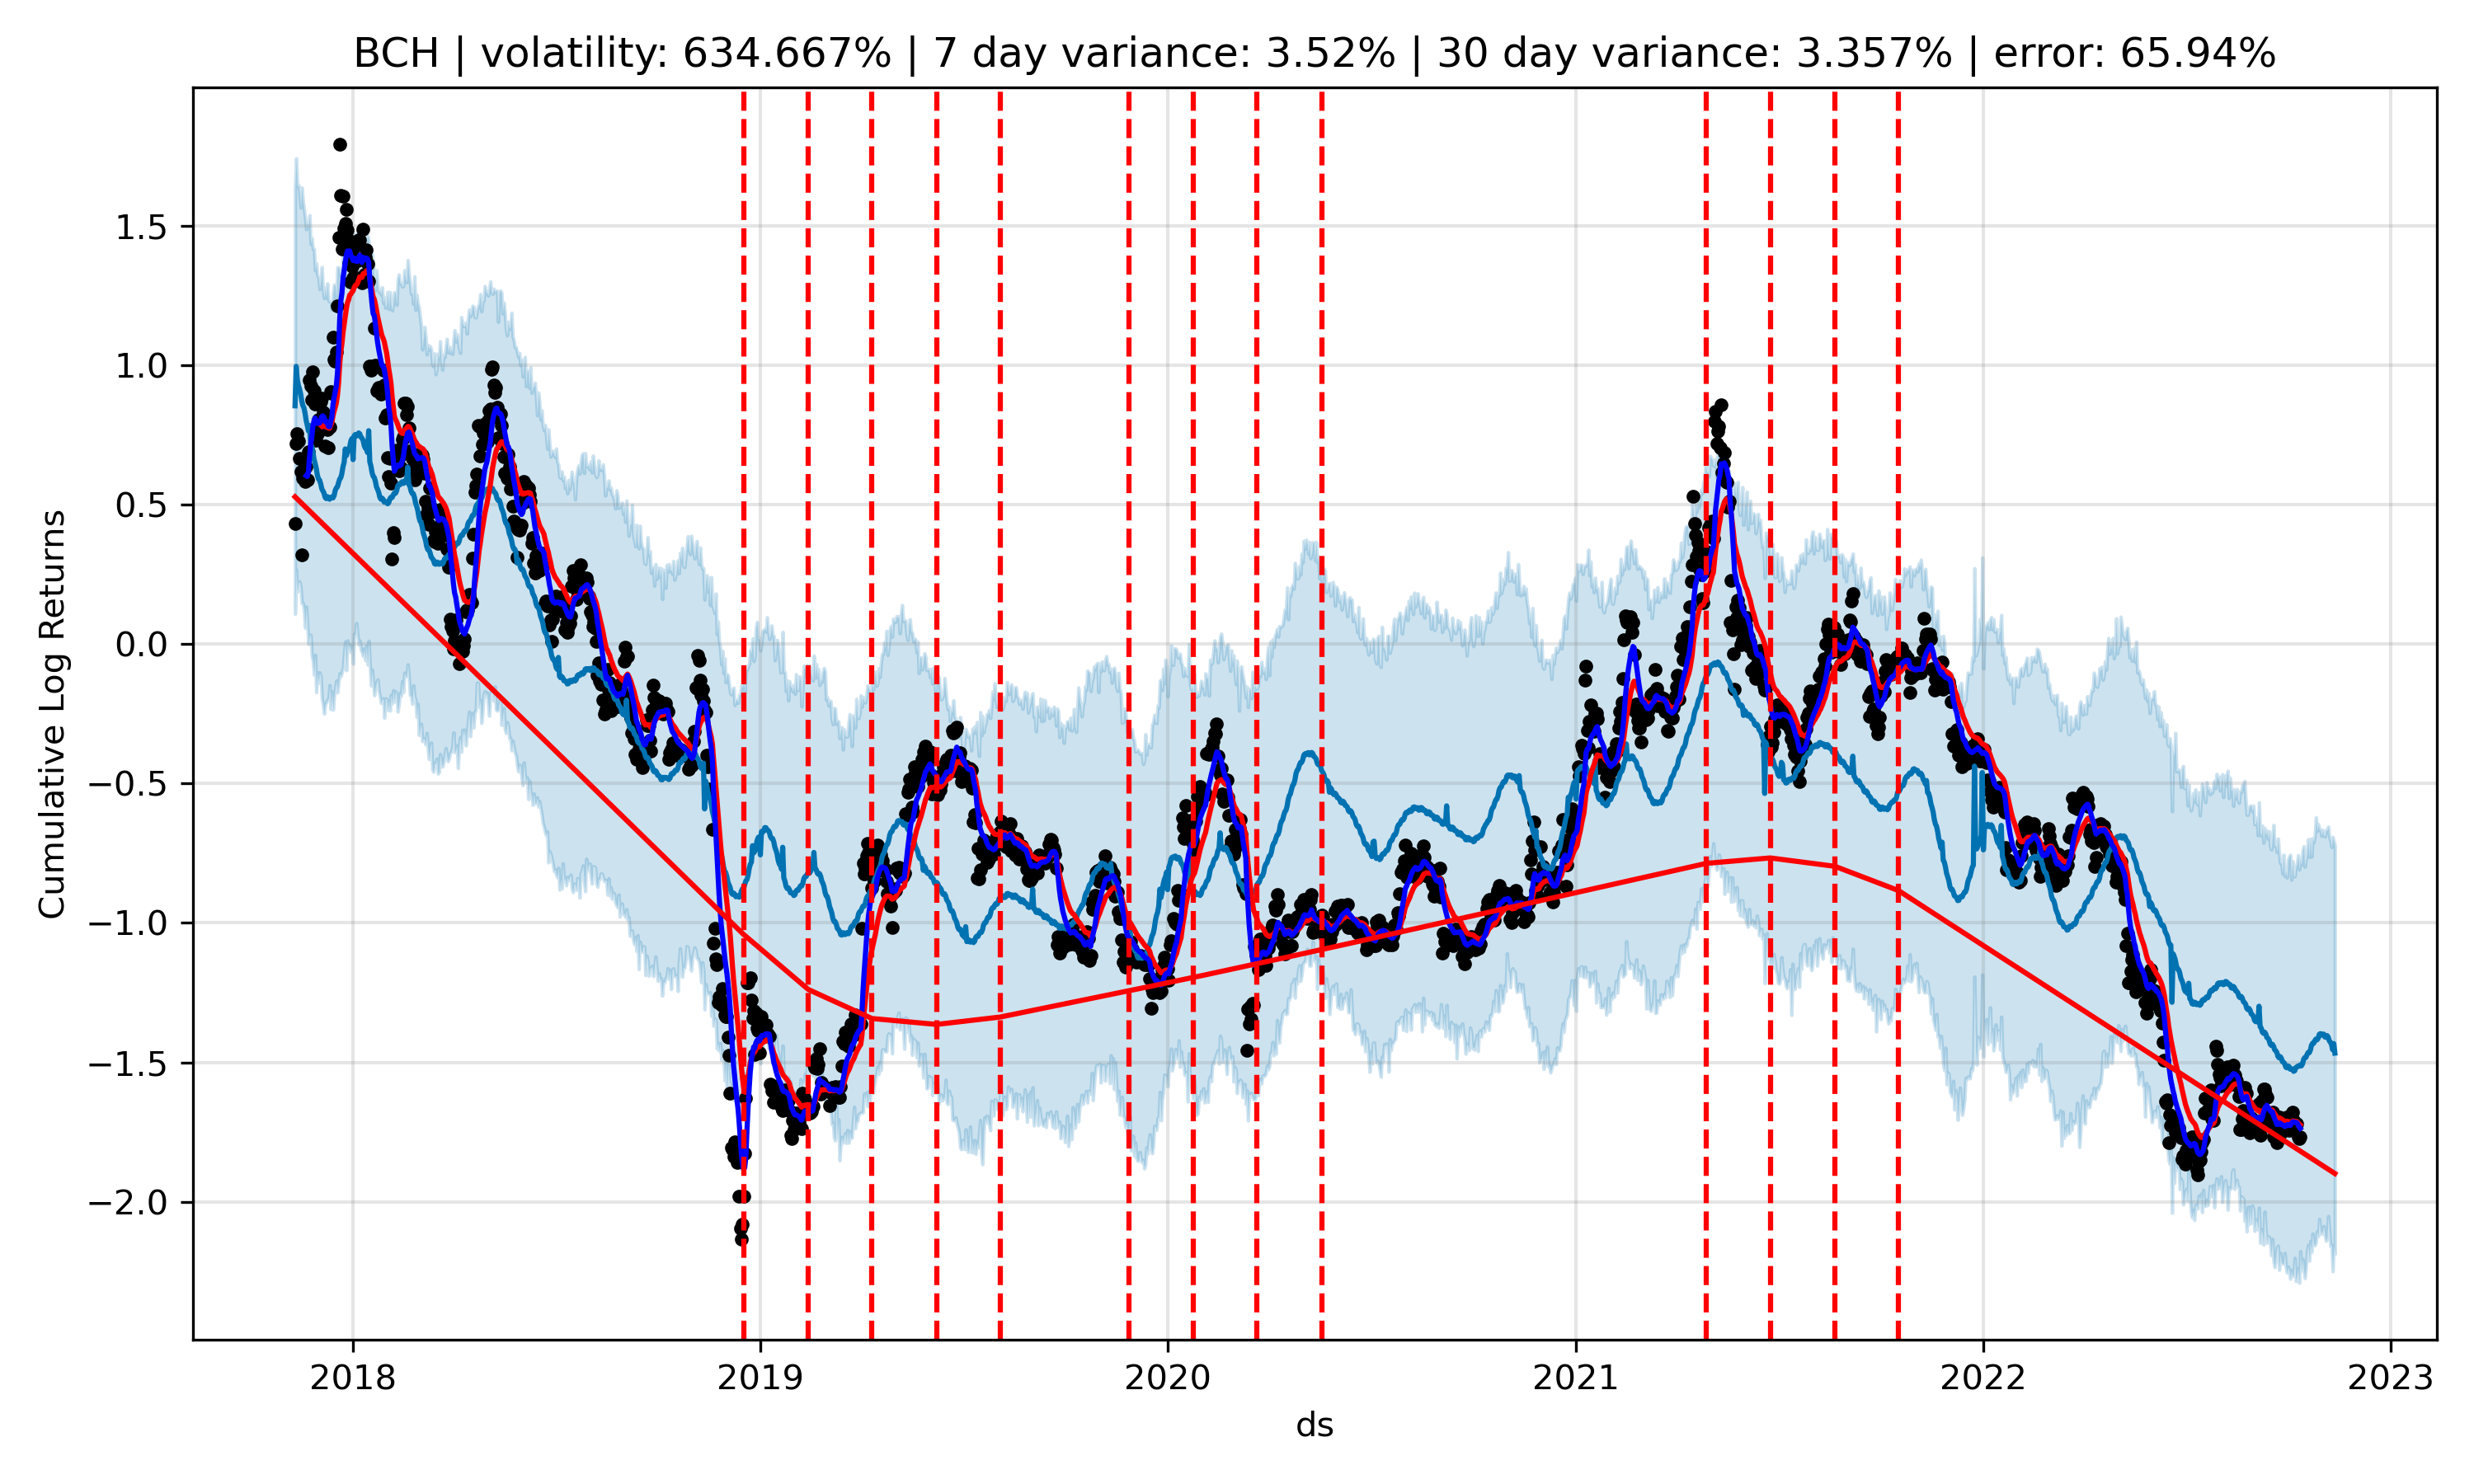 BCH | volatility: 634.667% | 7 day variance: 3.52% | 30 day variance: 3.357% | error: 65.94%
Cumulative Log Returns
1.5
1.0
0.5
0.0
−0.5
−1.0
−1.5
−2.0
2018 2019 2020 2021 2022 2023
ds